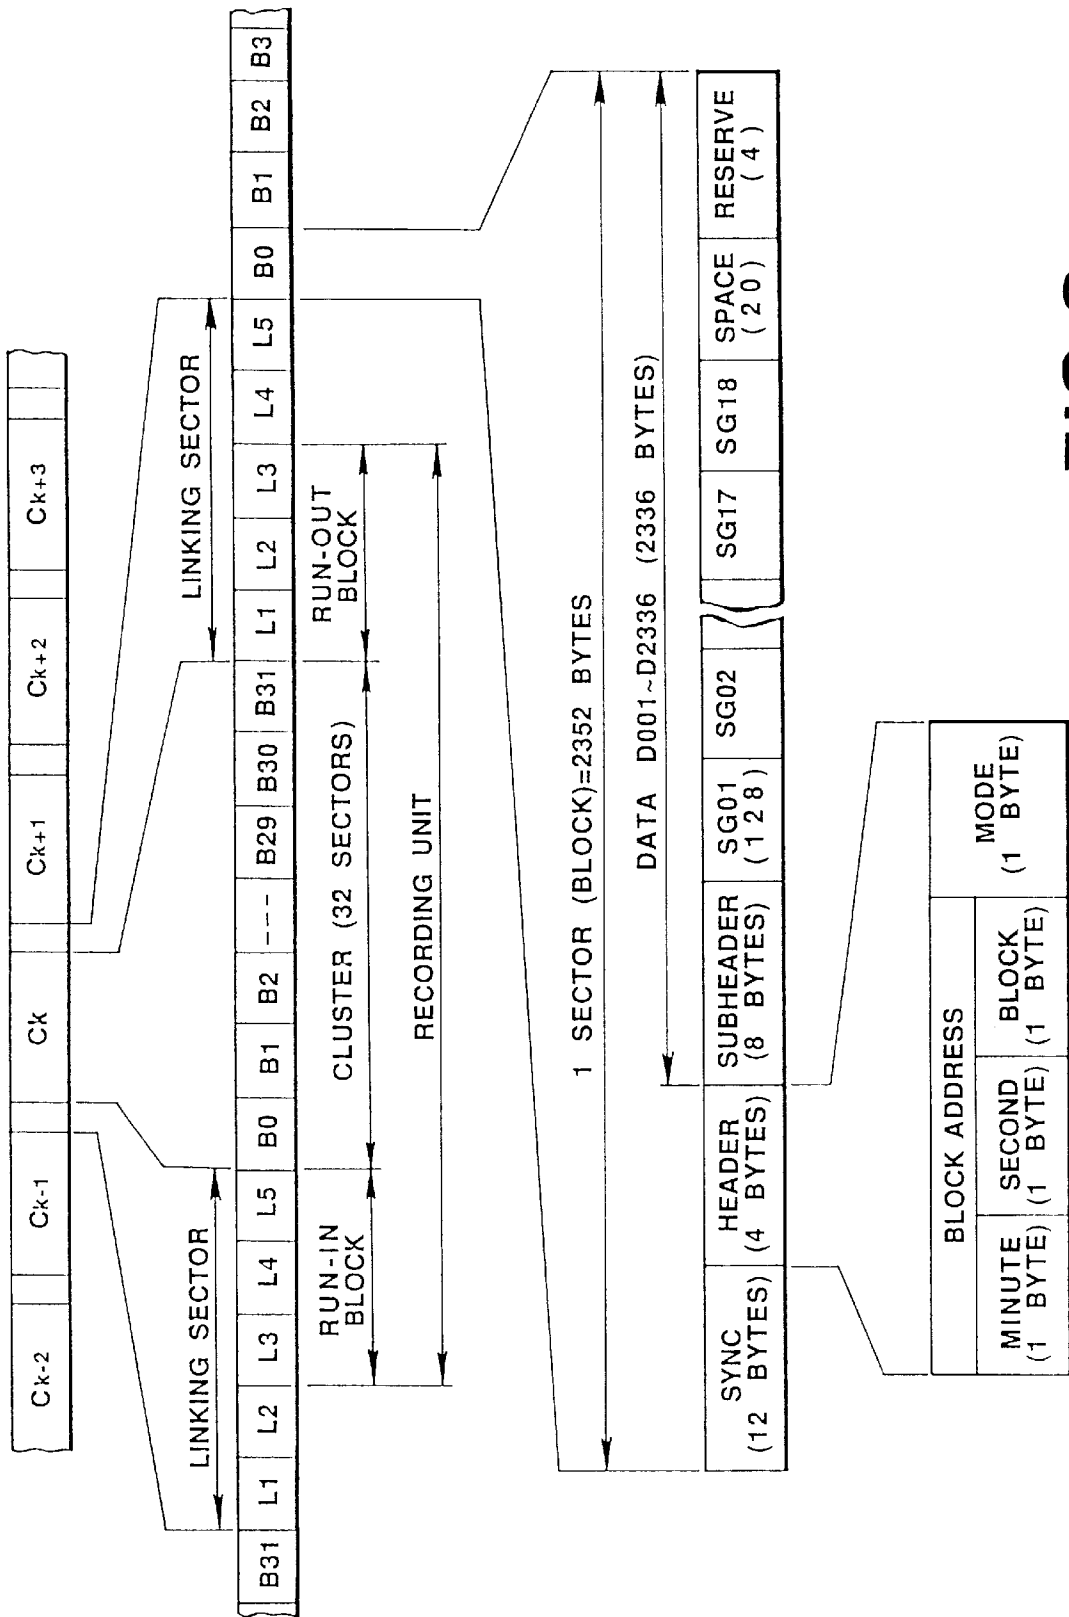 Ck-2 Ck-1 Ck Ck+1 Ck+2 Ck+3
LINKING SECTOR LINKING SECTOR
B31 L1 L2 L3 L4 L5 B0 B1 B2 --- B29 B30 B31 L1 L2 L3 L4 L5 B0 B1 B2 B3
RUN-IN
BLOCK
CLUSTER (32 SECTORS)
RUN-OUT
BLOCK
RECORDING UNIT
1 SECTOR (BLOCK)=2352 BYTES
DATA D001~D2336 (2336 BYTES)
SYNC
(12 BYTES)
HEADER
(4 BYTES)
SUBHEADER
(8 BYTES)
SG01
(128)
SG02
SG17
SG18
SPACE
(20)
RESERVE
(4)
BLOCK ADDRESS
MINUTE
(1 BYTE)
SECOND
(1 BYTE)
BLOCK
(1 BYTE)
MODE
(1 BYTE)